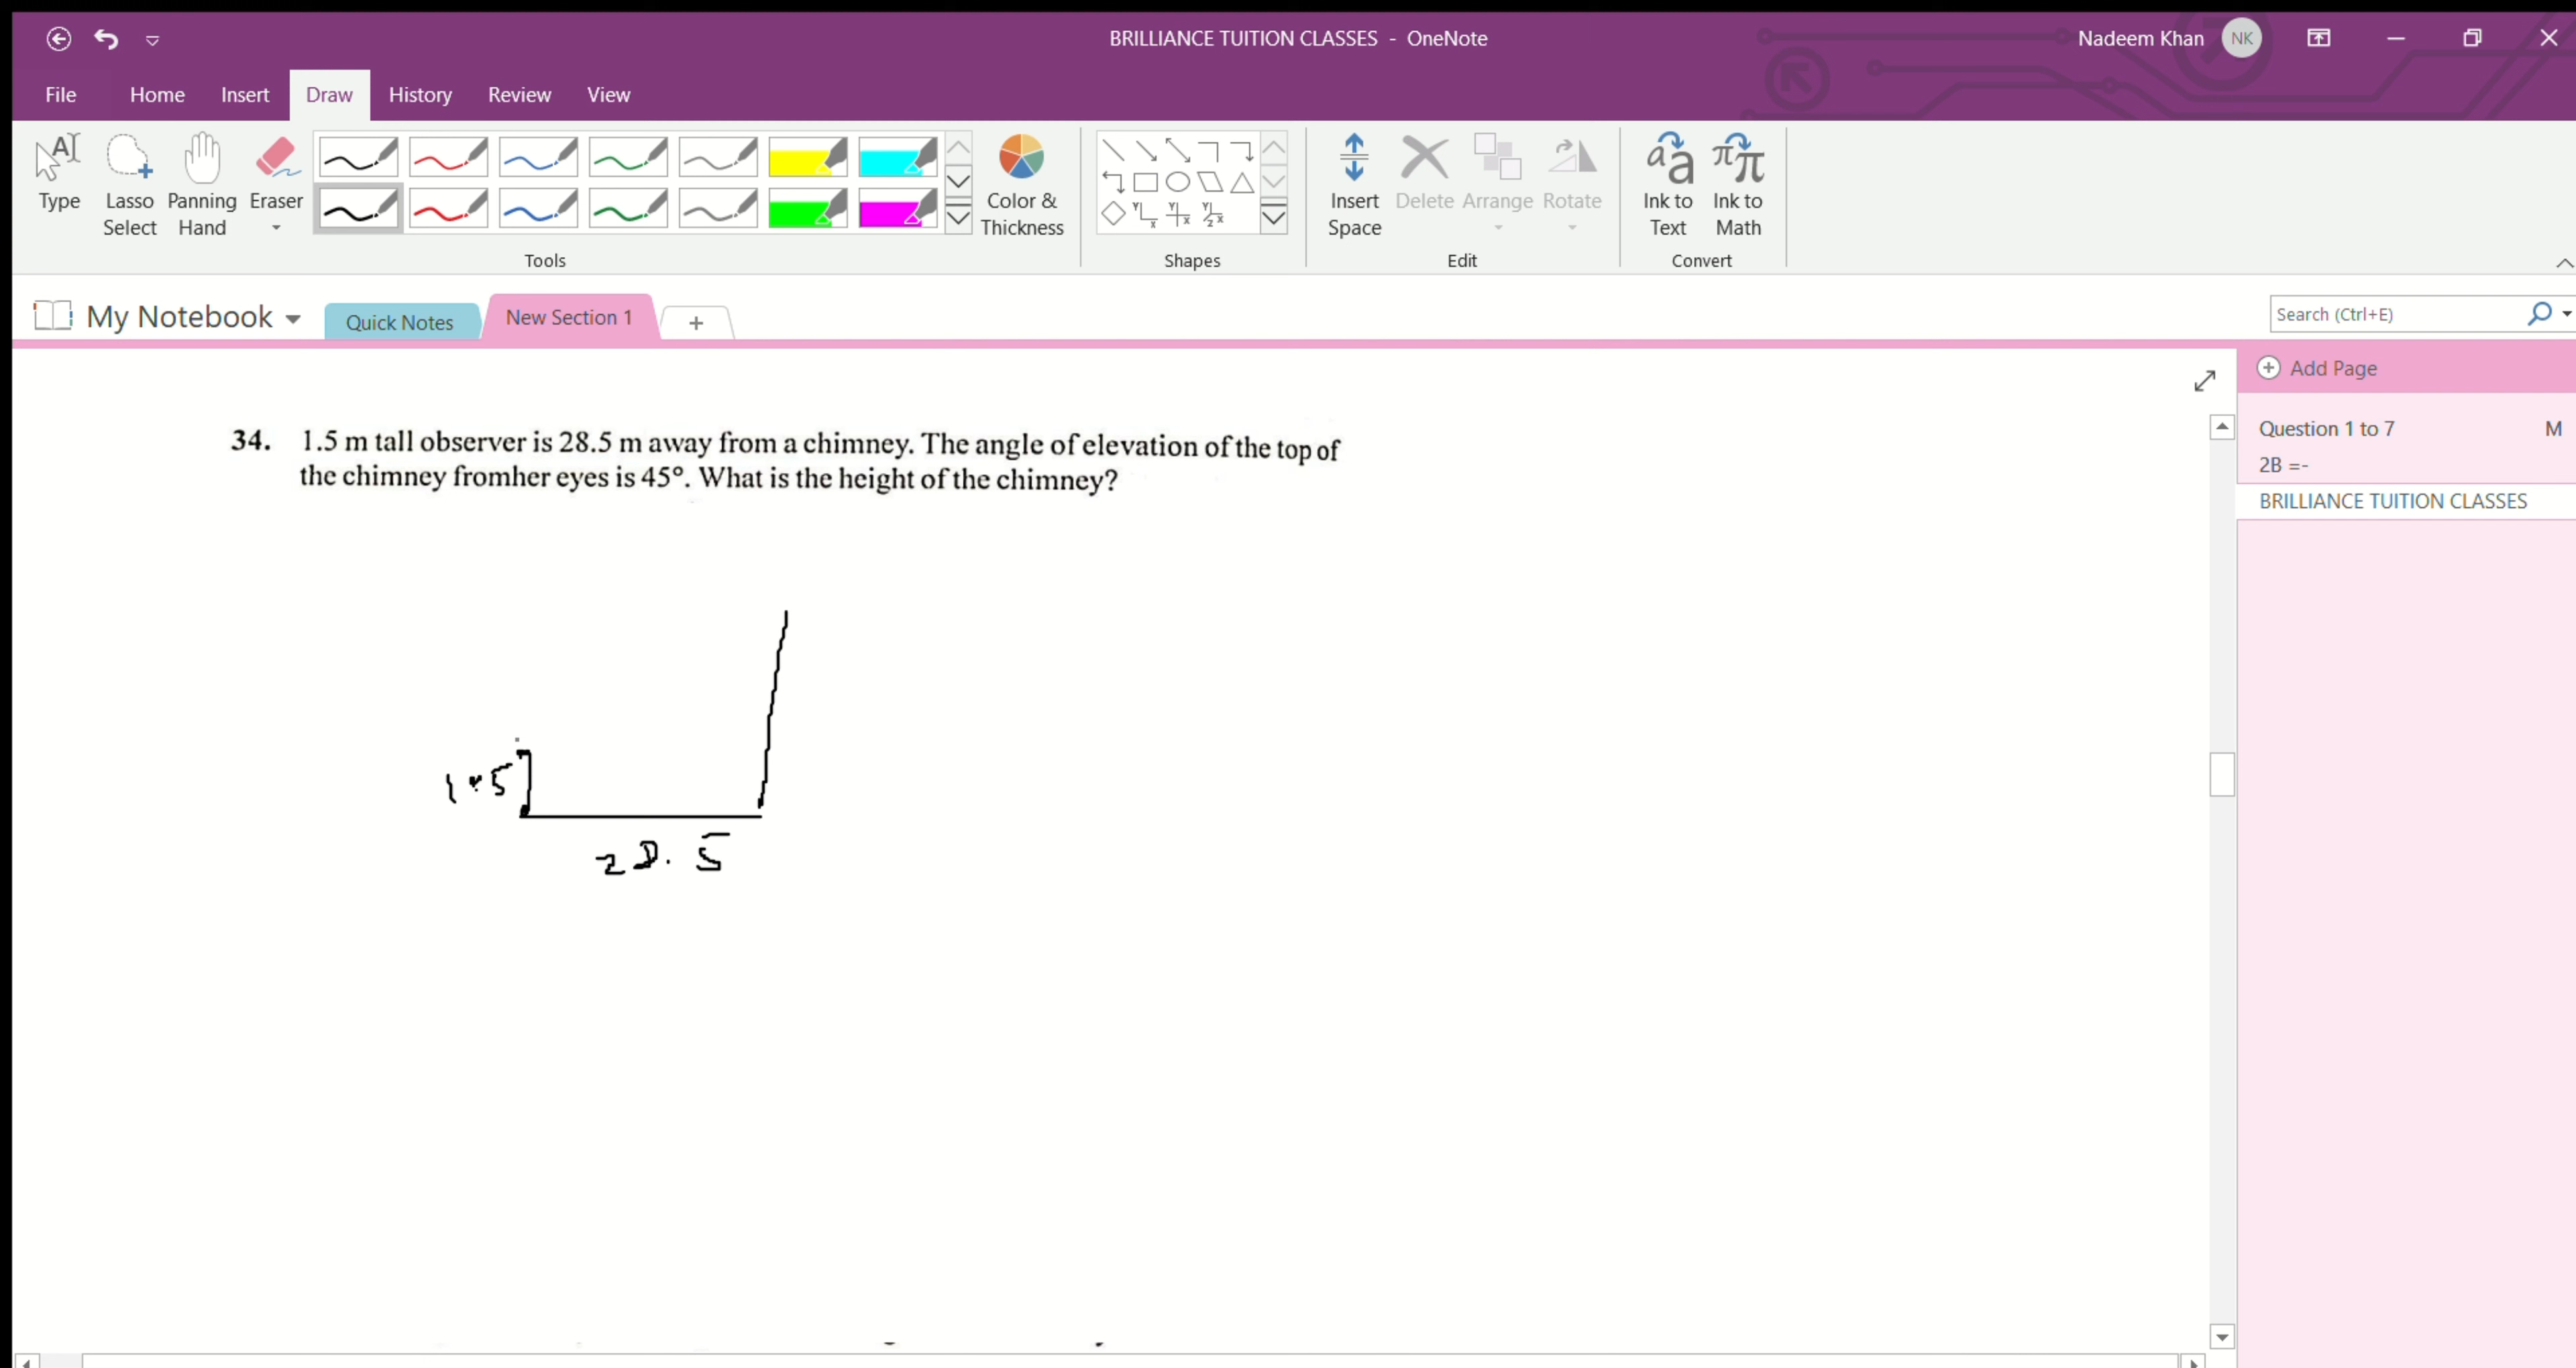 BRILLIANCE TUITION CLASSES - OneNote
Nadeem Khan NK
File Home Insert Draw History Review View
Type
Lasso Select
Panning Hand
Eraser
Color & Thickness
Insert Space
Delete
Arrange
Rotate
Ink to Text
Ink to Math
Tools
Shapes
Edit
Convert
My Notebook
Quick Notes
New Section 1
+
Search (Ctrl+E)
Add Page
Question 1 to 7 M
2B =-
BRILLIANCE TUITION CLASSES
34. 1.5 m tall observer is 28.5 m away from a chimney. The angle of elevation of the top of
the chimney fromher eyes is 45°. What is the height of the chimney?
1.5
28.5